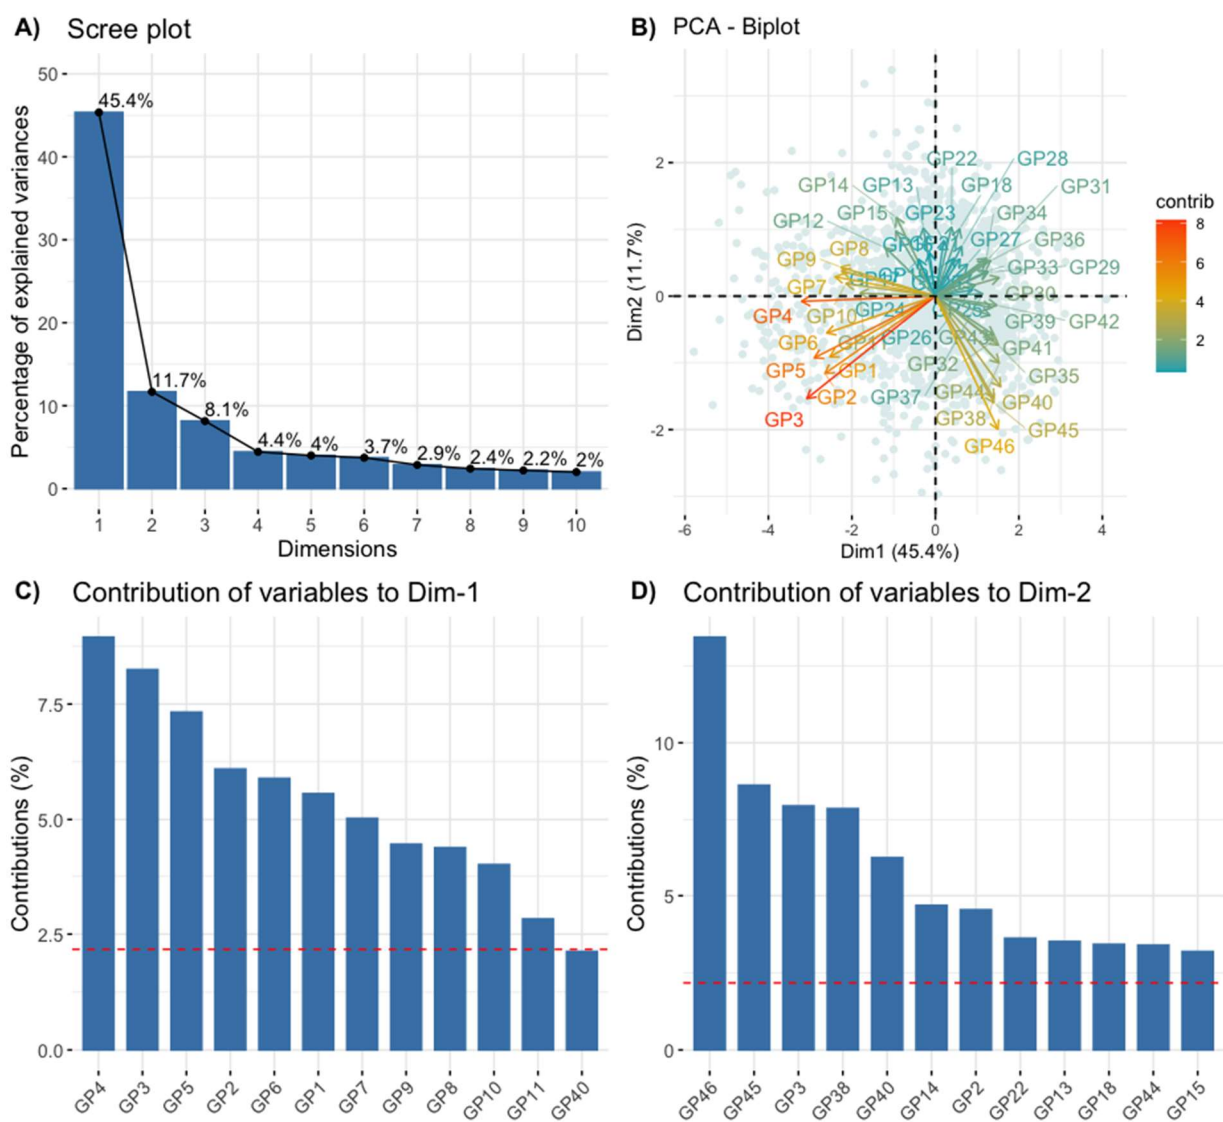 A) Scree plot
Percentage of explained variances
50
40
30
20
10
0
45.4%
11.7%
8.1%
4.4%
4%
3.7%
2.9%
2.4%
2.2%
2%
1 2 3 4 5 6 7 8 9 10
Dimensions
B) PCA - Biplot
Dim2 (11.7%)
2
0
-2
GP22 GP28
GP14 GP13 GP18 GP31
GP12 GP15 GP23 GP34
GP9 GP8 GP27 GP36
GP7 GP33 GP29
GP30
GP4 GP10 GP24 GP39 GP42
GP6 GP26 GP41
GP5 GP1 GP32 GP35
GP2 GP37 GP44 GP40
GP3 GP38 GP45
GP46
-6 -4 -2 0 2 4
Dim1 (45.4%)
contrib
8
6
4
2
C) Contribution of variables to Dim-1
Contributions (%)
7.5
5.0
2.5
0.0
GP4 GP3 GP5 GP2 GP6 GP1 GP7 GP9 GP8 GP10 GP11 GP40
D) Contribution of variables to Dim-2
Contributions (%)
10
5
0
GP46 GP45 GP3 GP38 GP40 GP14 GP2 GP22 GP13 GP18 GP44 GP15